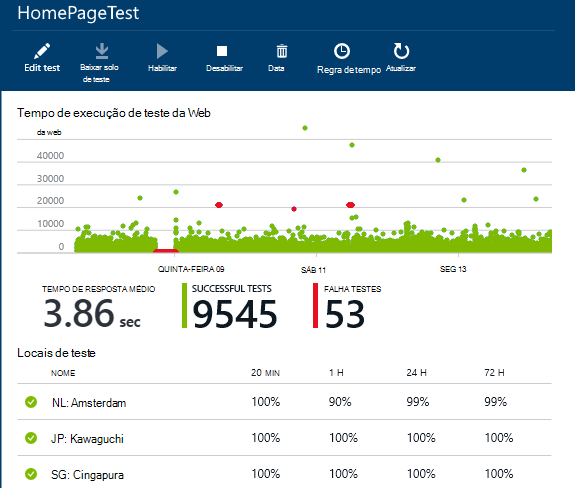 HomePageTest
Edit test
Baixar solo de teste
Habilitar
Desabilitar
Data
Regra de tempo
Atualizar
Tempo de execução de teste da Web
da web
40000
30000
20000
10000
0
QUINTA-FEIRA 09 SÁB 11 SEG 13
TEMPO DE RESPOSTA MÉDIO SUCCESSFUL TESTS FALHA TESTES
3.86 sec 9545 53
Locais de teste
NOME 20 MIN 1 H 24 H 72 H
NL: Amsterdam 100% 90% 99% 99%
JP: Kawaguchi 100% 100% 100% 100%
SG: Cingapura 100% 100% 100% 100%